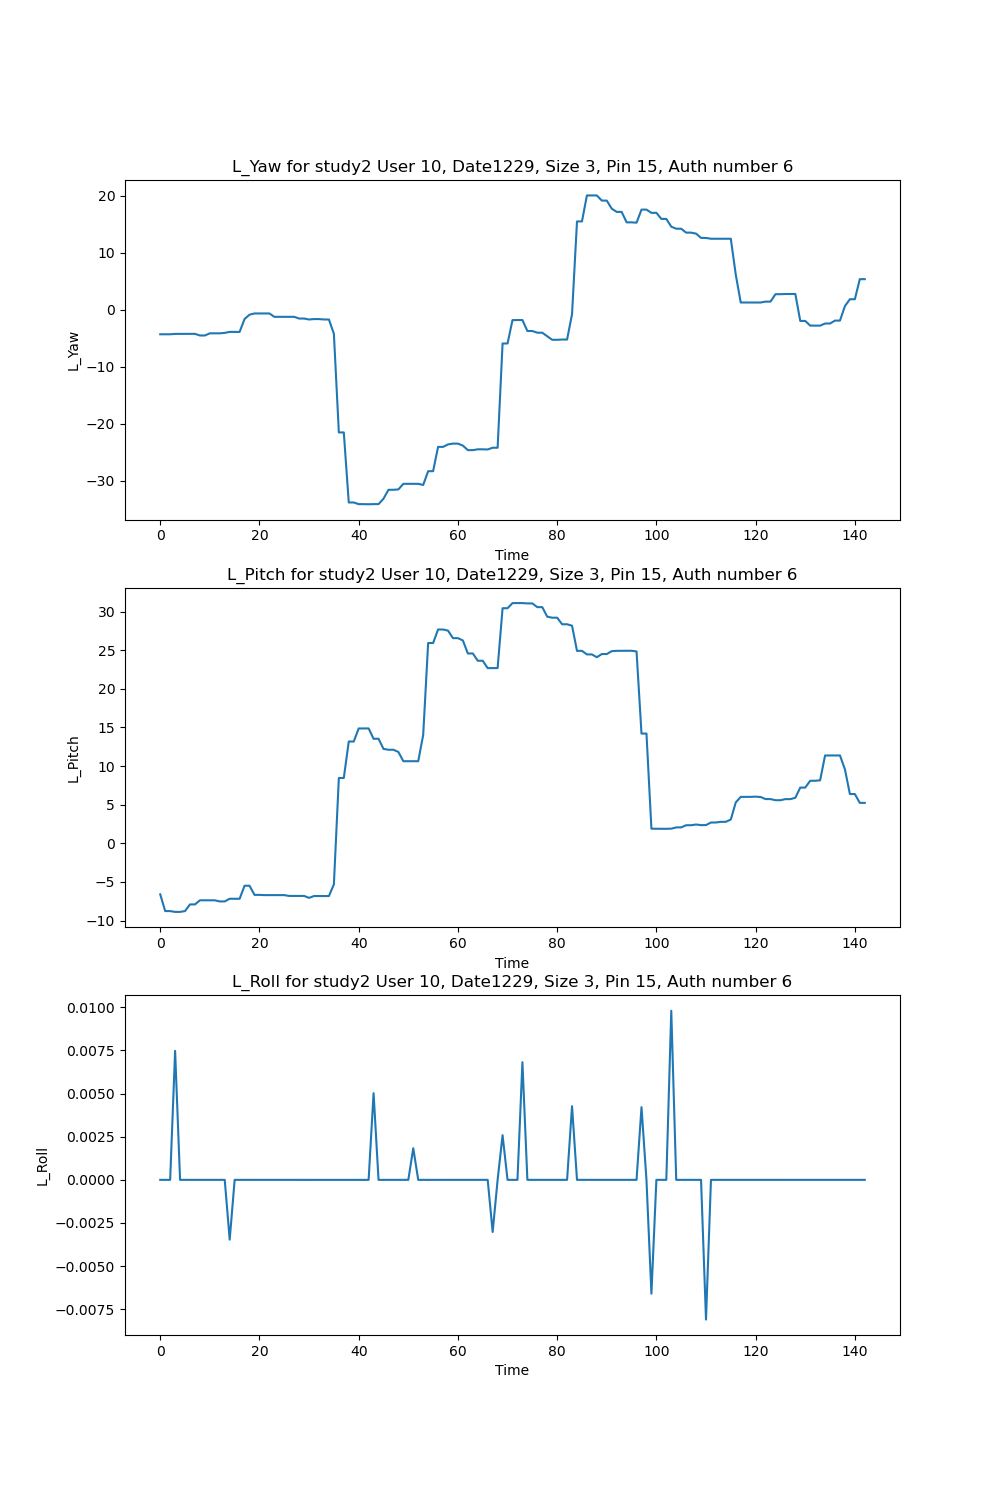 L_Yaw for study2 User 10, Date1229, Size 3, Pin 15, Auth number 6
20
10
0
−10
−20
−30
L_Yaw
0 20 40 60 80 100 120 140
Time
L_Pitch for study2 User 10, Date1229, Size 3, Pin 15, Auth number 6
30
25
20
15
10
5
0
−5
−10
L_Pitch
0 20 40 60 80 100 120 140
Time
L_Roll for study2 User 10, Date1229, Size 3, Pin 15, Auth number 6
0.0100
0.0075
0.0050
0.0025
0.0000
−0.0025
−0.0050
−0.0075
L_Roll
0 20 40 60 80 100 120 140
Time